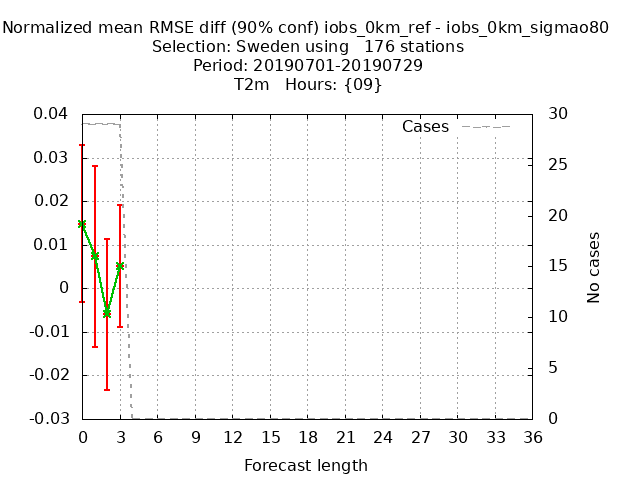 Normalized mean RMSE diff (90% conf) iobs_0km_ref - iobs_0km_sigmao80
Selection: Sweden using   176 stations
Period: 20190701-20190729
T2m   Hours: {09}
Cases
0.04
0.03
0.02
0.01
0
-0.01
-0.02
-0.03
30
25
20
15
10
5
0
No cases
0 3 6 9 12 15 18 21 24 27 30 33 36
Forecast length